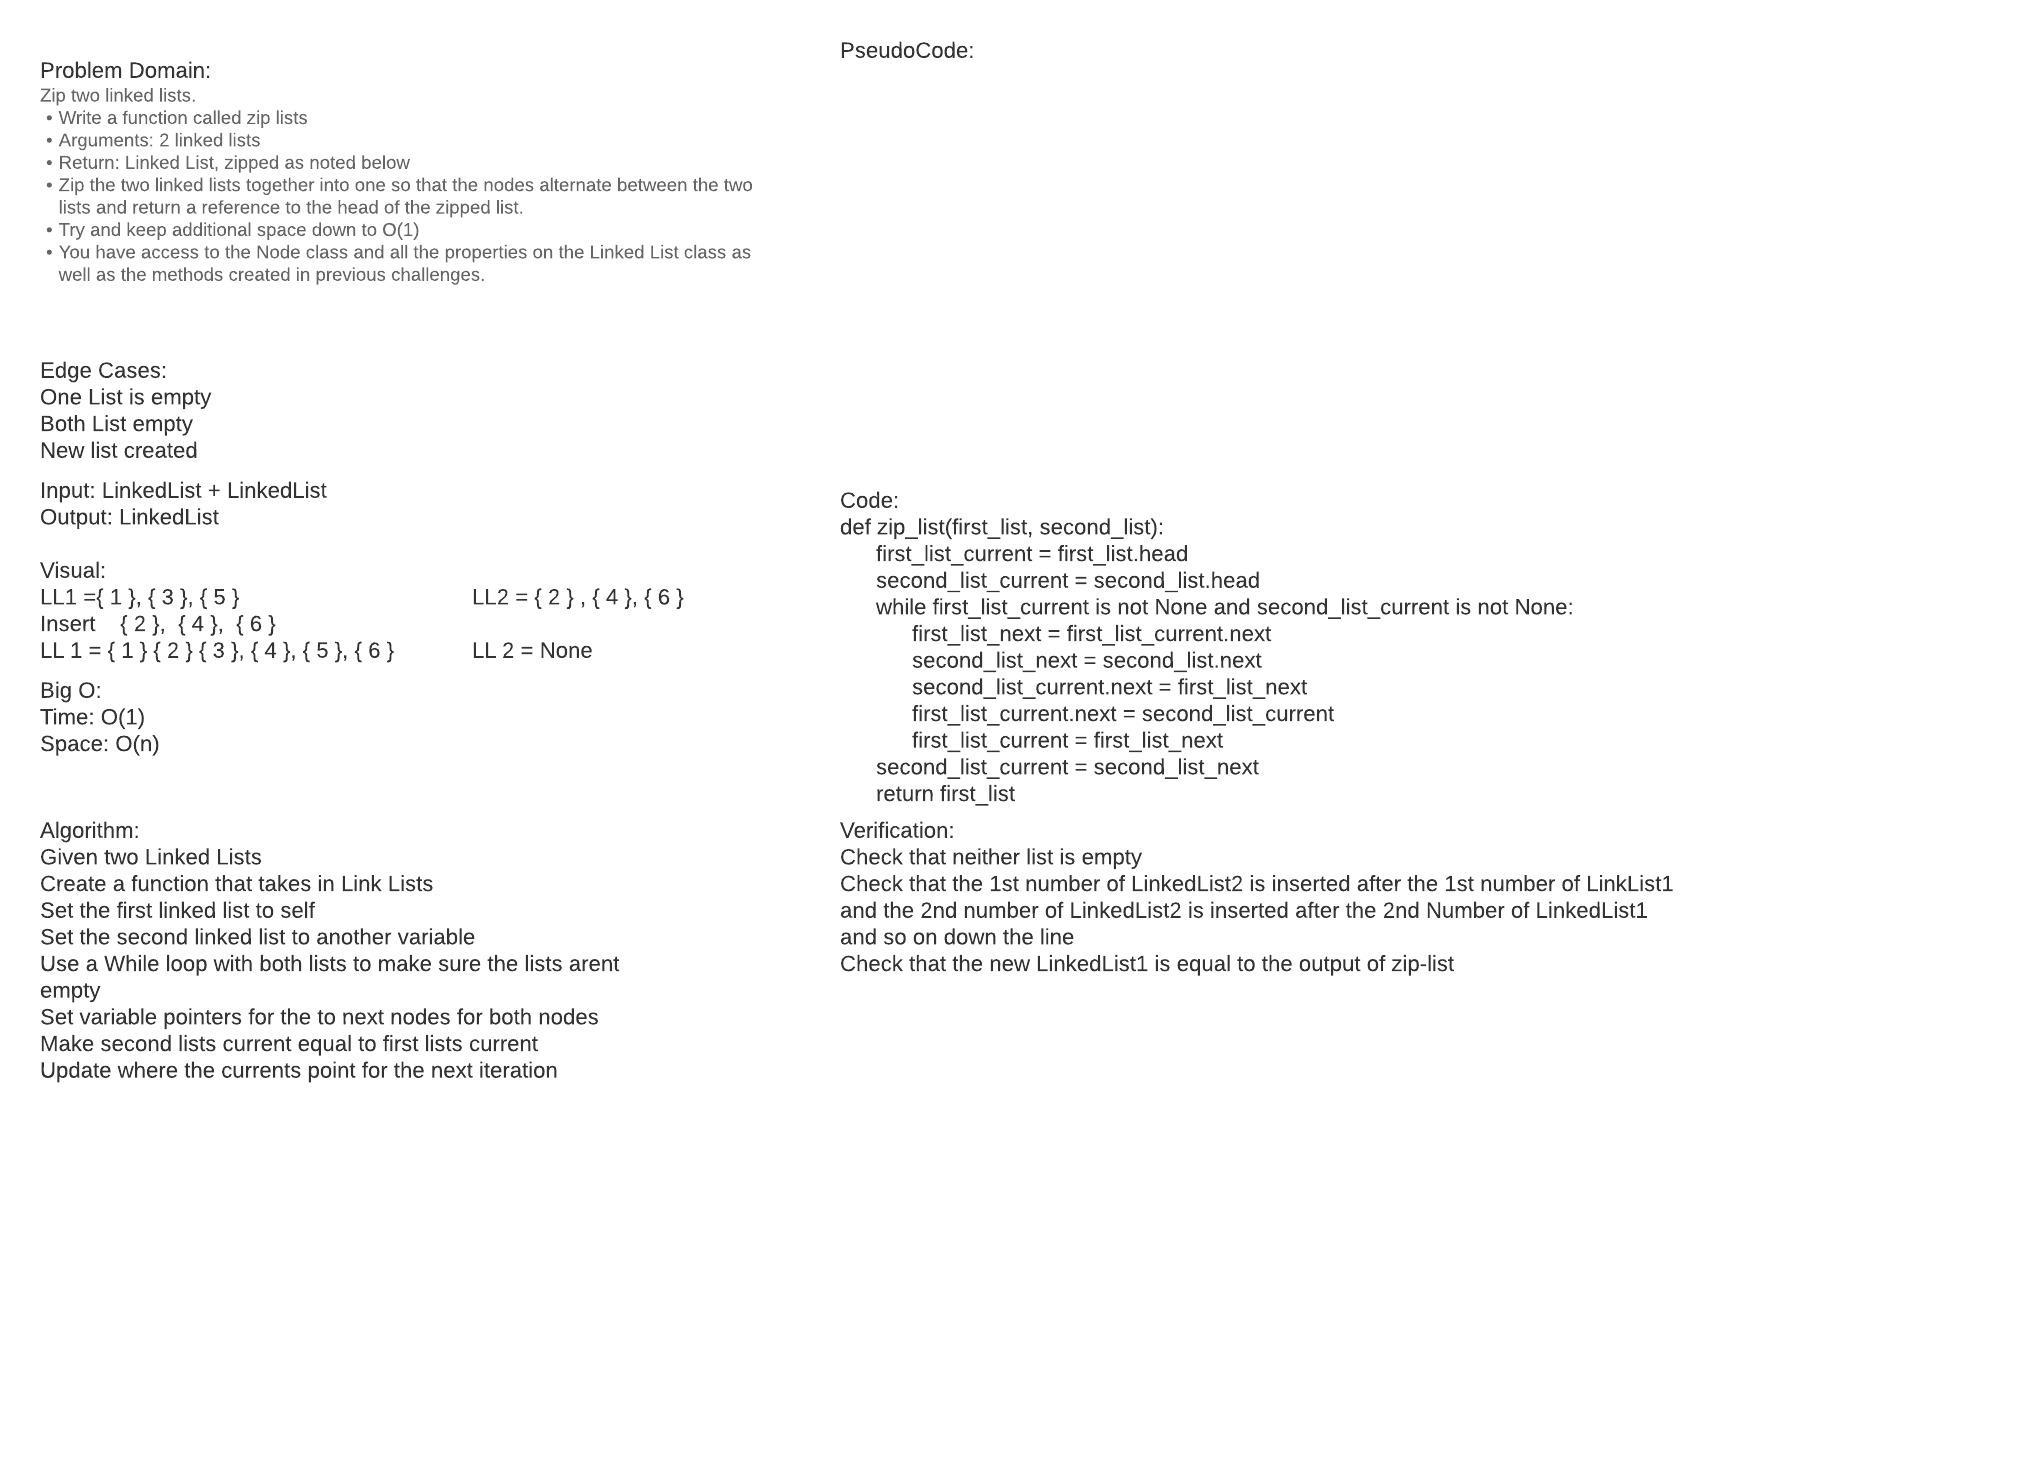 Problem Domain:
Zip two linked lists.
• Write a function called zip lists
• Arguments: 2 linked lists
• Return: Linked List, zipped as noted below
• Zip the two linked lists together into one so that the nodes alternate between the two
lists and return a reference to the head of the zipped list.
• Try and keep additional space down to O(1)
• You have access to the Node class and all the properties on the Linked List class as
well as the methods created in previous challenges.
Edge Cases:
One List is empty
Both List empty
New list created
Input: LinkedList + LinkedList
Output: LinkedList
Visual:
LL1 ={ 1 }, { 3 }, { 5 } LL2 = { 2 } , { 4 }, { 6 }
Insert { 2 }, { 4 }, { 6 }
LL 1 = { 1 } { 2 } { 3 }, { 4 }, { 5 }, { 6 } LL 2 = None
Big O:
Time: O(1)
Space: O(n)
Algorithm:
Given two Linked Lists
Create a function that takes in Link Lists
Set the first linked list to self
Set the second linked list to another variable
Use a While loop with both lists to make sure the lists arent
empty
Set variable pointers for the to next nodes for both nodes
Make second lists current equal to first lists current
Update where the currents point for the next iteration
PseudoCode:
Code:
def zip_list(first_list, second_list):
first_list_current = first_list.head
second_list_current = second_list.head
while first_list_current is not None and second_list_current is not None:
first_list_next = first_list_current.next
second_list_next = second_list.next
second_list_current.next = first_list_next
first_list_current.next = second_list_current
first_list_current = first_list_next
second_list_current = second_list_next
return first_list
Verification:
Check that neither list is empty
Check that the 1st number of LinkedList2 is inserted after the 1st number of LinkList1
and the 2nd number of LinkedList2 is inserted after the 2nd Number of LinkedList1
and so on down the line
Check that the new LinkedList1 is equal to the output of zip-list